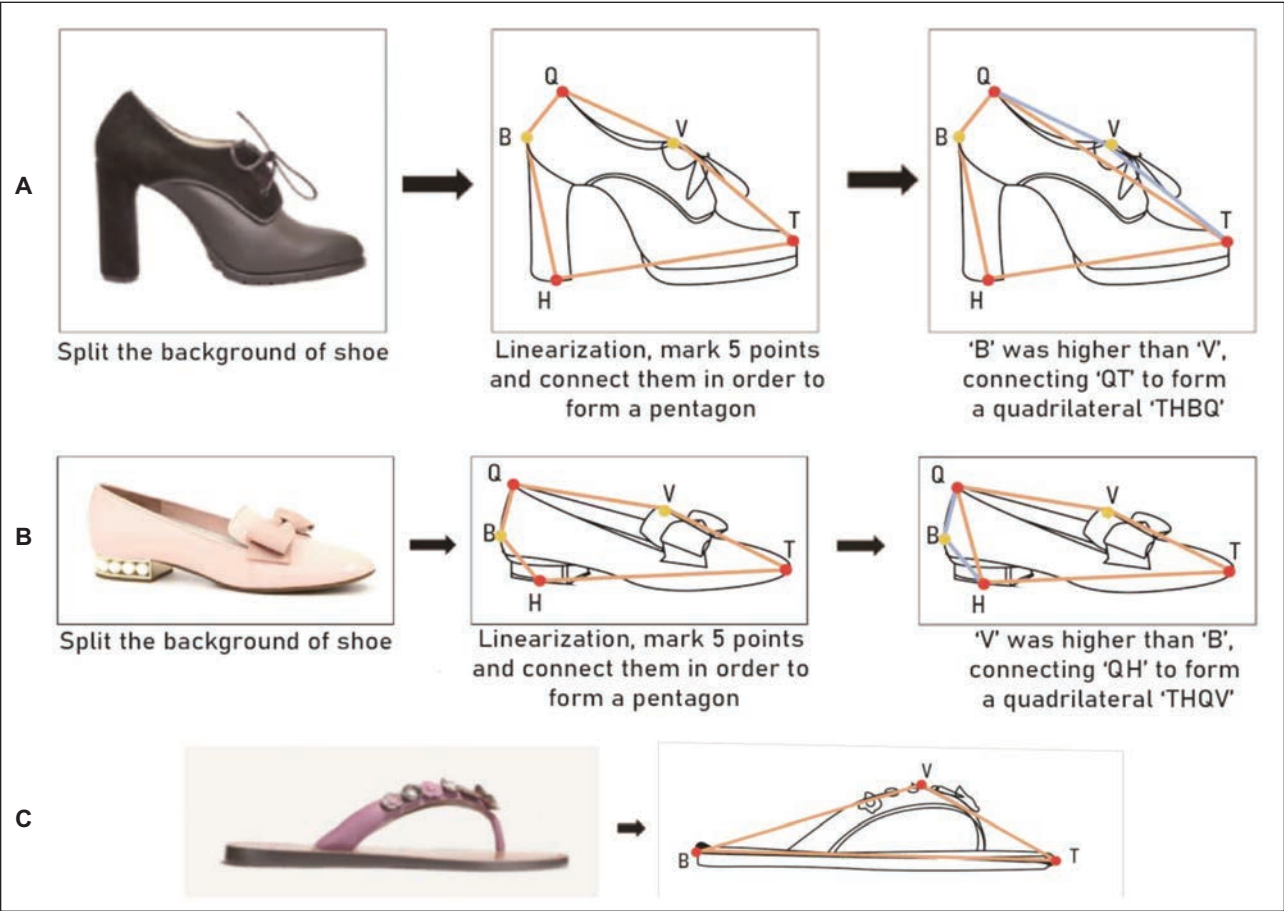 A
Q
B
V
T
H
Q
B
V
T
H
Split the background of shoe
Linearization, mark 5 points
and connect them in order to
form a pentagon
'B' was higher than 'V',
connecting 'QT' to form
a quadrilateral 'THBQ'
B
Q
V
B
T
H
Q
V
B
T
H
Split the background of shoe
Linearization, mark 5 points
and connect them in order to
form a pentagon
'V' was higher than 'B',
connecting 'QH' to form
a quadrilateral 'THQV'
C
V
B
T